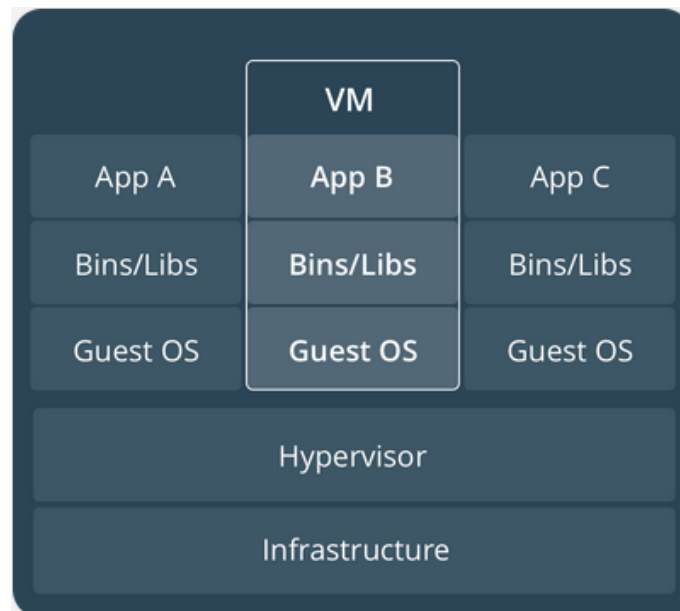 VM
App A App B App C
Bins/Libs Bins/Libs Bins/Libs
Guest OS Guest OS Guest OS
Hypervisor
Infrastructure